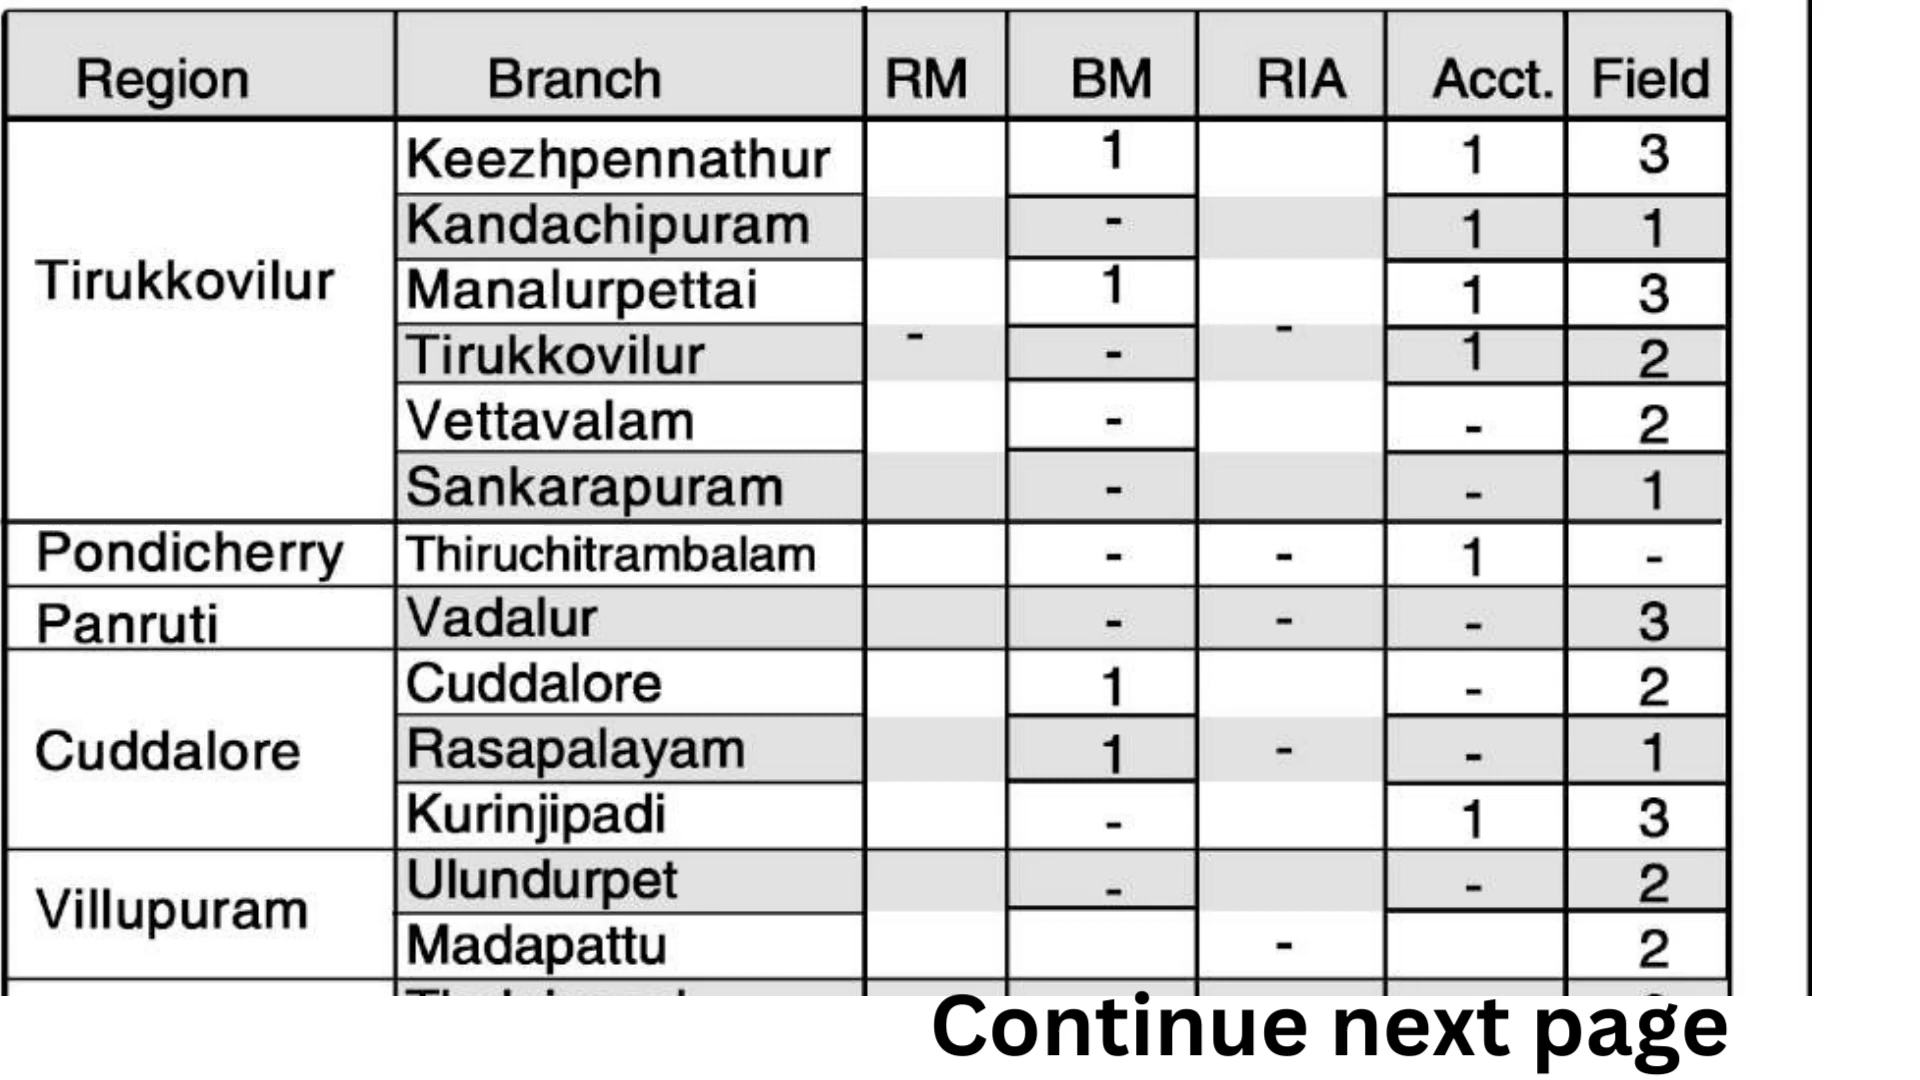 Region Branch RM BM RIA Acct. Field
Tirukkovilur
Keezhpennathur 1 1 3
Kandachipuram - 1 1
Manalurpettai 1 1 3
- -
Tirukkovilur - 1 2
Vettavalam - - 2
Sankarapuram - - 1
Pondicherry Thiruchitrambalam - - 1 -
Panruti Vadalur - - - 3
Cuddalore
Cuddalore 1 - 2
Rasapalayam 1 - - 1
Kurinjipadi - 1 3
Villupuram
Ulundurpet - - 2
Madapattu - 2
Continue next page